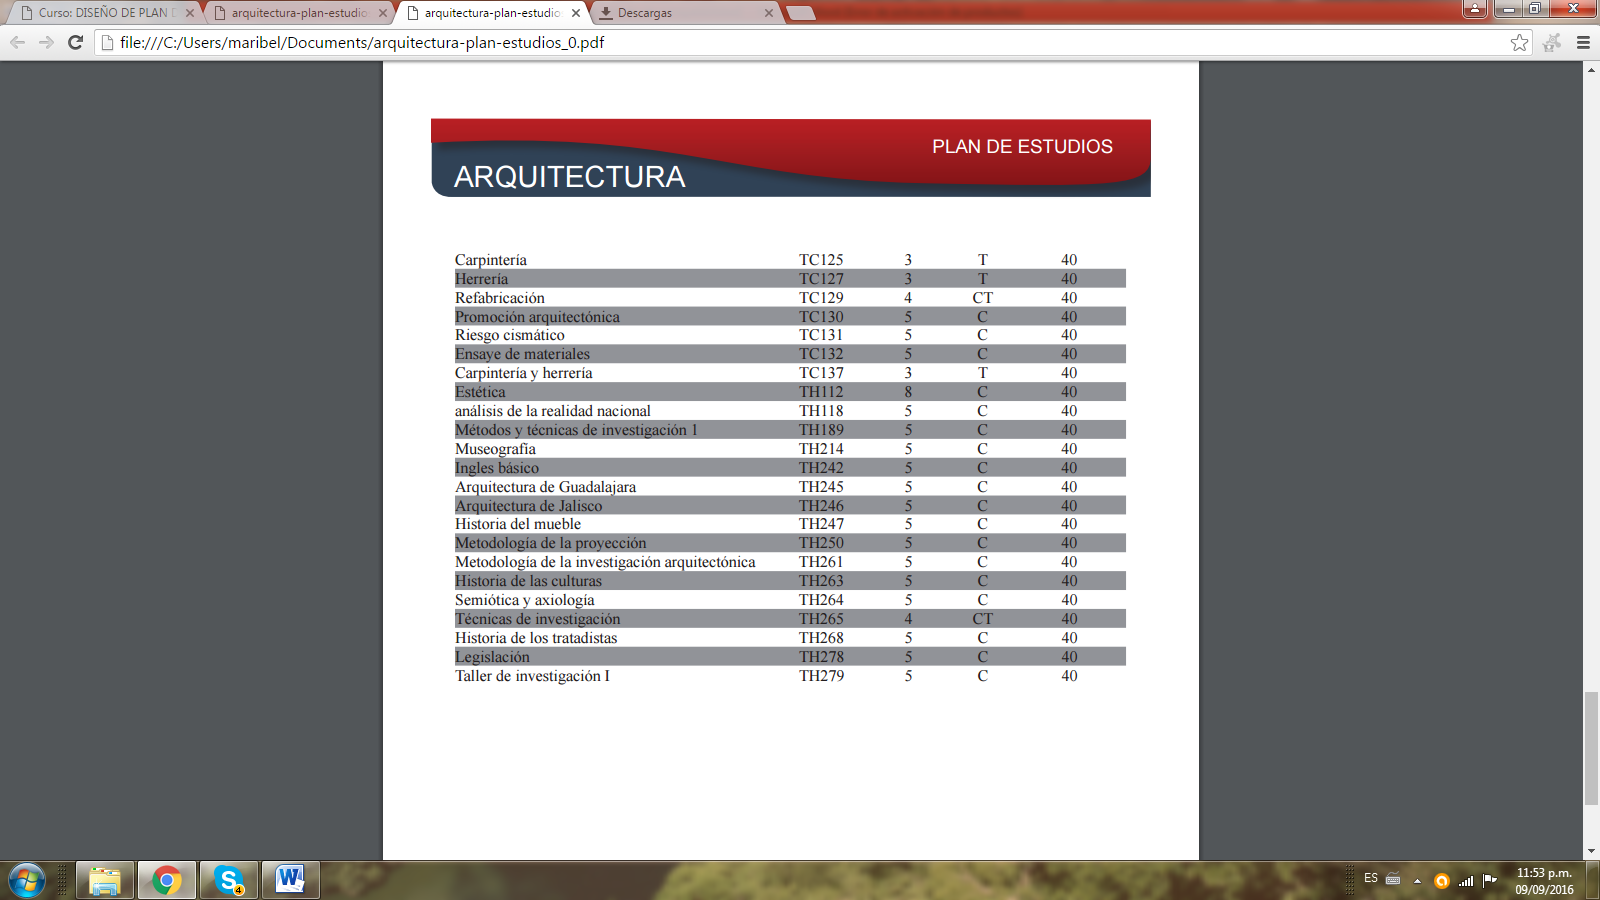 Curso: DISEÑO DE PLAN D
arquitectura-plan-estudio
arquitectura-plan-estudio
Descargas
file:///C:/Users/maribel/Documents/arquitectura-plan-estudios_0.pdf
PLAN DE ESTUDIOS
ARQUITECTURA
Carpintería TC125 3 T 40
Herrería TC127 3 T 40
Refabricación TC129 4 CT 40
Promoción arquitectónica TC130 5 C 40
Riesgo cismático TC131 5 C 40
Ensaye de materiales TC132 5 C 40
Carpintería y herrería TC137 3 T 40
Estética TH112 8 C 40
análisis de la realidad nacional TH118 5 C 40
Métodos y técnicas de investigación 1 TH189 5 C 40
Museografía TH214 5 C 40
Ingles básico TH242 5 C 40
Arquitectura de Guadalajara TH245 5 C 40
Arquitectura de Jalisco TH246 5 C 40
Historia del mueble TH247 5 C 40
Metodología de la proyección TH250 5 C 40
Metodología de la investigación arquitectónica TH261 5 C 40
Historia de las culturas TH263 5 C 40
Semiótica y axiología TH264 5 C 40
Técnicas de investigación TH265 4 CT 40
Historia de los tratadistas TH268 5 C 40
Legislación TH278 5 C 40
Taller de investigación I TH279 5 C 40
4
ES
11:53 p.m.
09/09/2016